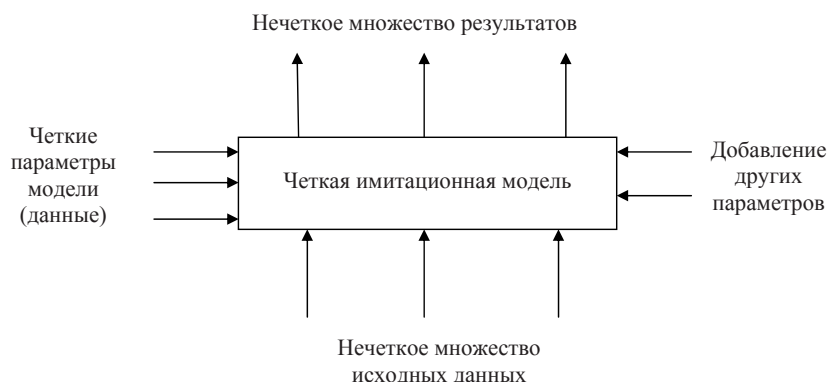 Нечеткое множество результатов
Четкие
параметры
модели
(данные)
Четкая имитационная модель
Добавление
других
параметров
Нечеткое множество
исходных данных